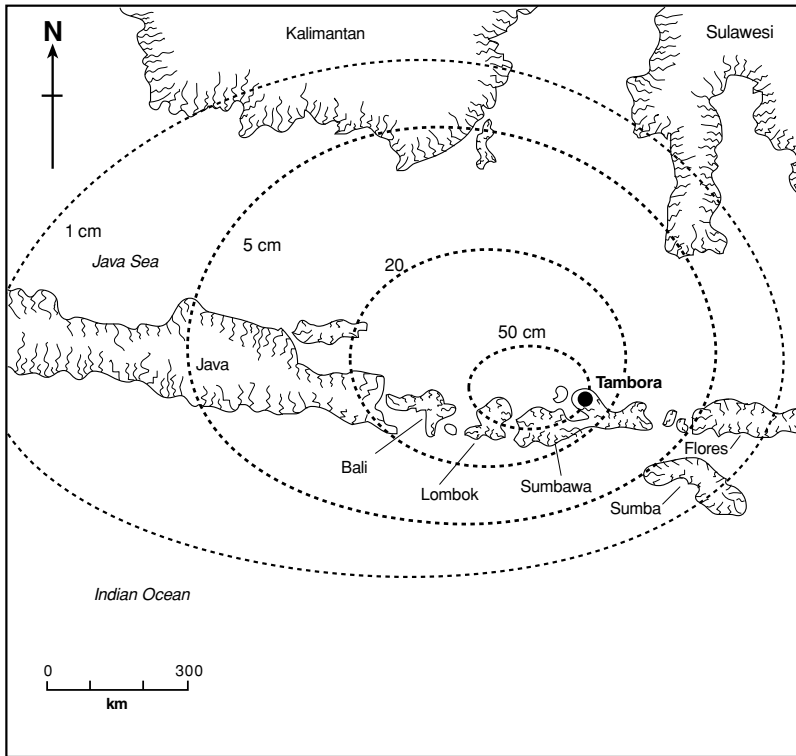 N
Kalimantan
Sulawesi
1 cm
5 cm
Java Sea
20
50 cm
Java
Tambora
Bali
Flores
Lombok
Sumbawa
Sumba
Indian Ocean
0 300
km